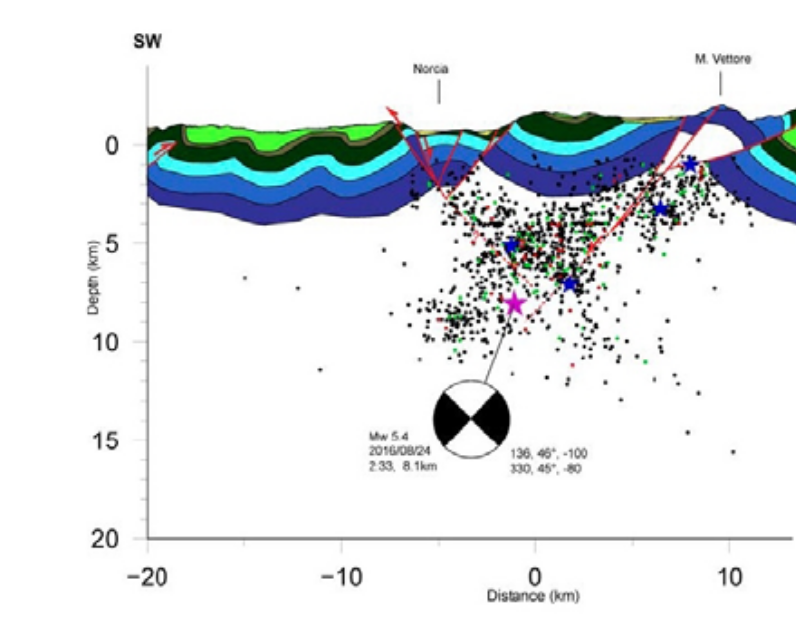 SW
Norcia
M. Vettore
0
5
10
15
20
Depth (km)
Mw 5.4
2016/08/24
2:33, 8.1km
136, 46°, -100
330, 45°, -80
−20
−10
0
10
Distance (km)